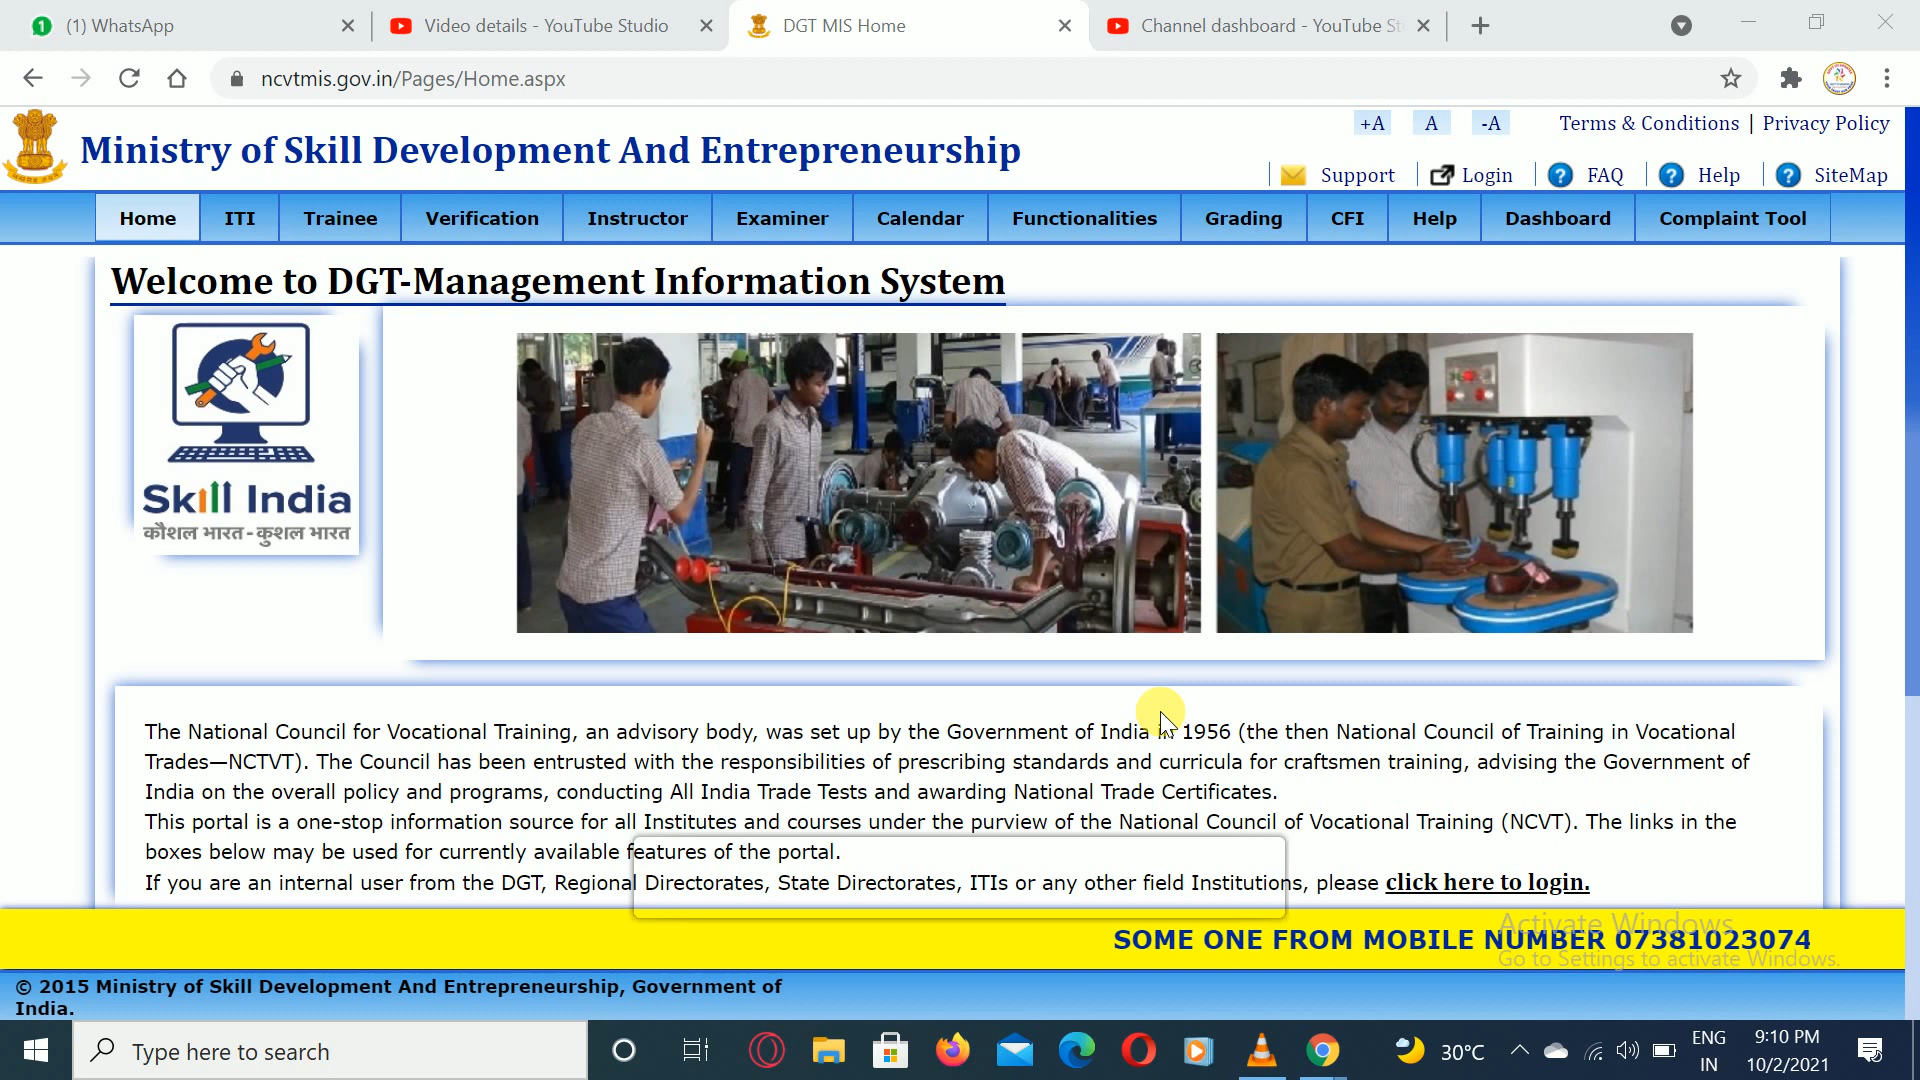 (1) WhatsApp
Video details - YouTube Studio
DGT MIS Home
Channel dashboard - YouTube
ncvtmis.gov.in/Pages/Home.aspx
Ministry of Skill Development And Entrepreneurship
+A A -A Terms & Conditions | Privacy Policy
Support Login FAQ Help SiteMap
Home ITI Trainee Verification Instructor Examiner Calendar Functionalities Grading CFI Help Dashboard Complaint Tool
Welcome to DGT-Management Information System
Skill India
कौशल भारत - कुशल भारत
The National Council for Vocational Training, an advisory body, was set up by the Government of India in 1956 (the then National Council of Training in Vocational
Trades—NCTVT). The Council has been entrusted with the responsibilities of prescribing standards and curricula for craftsmen training, advising the Government of
India on the overall policy and programs, conducting All India Trade Tests and awarding National Trade Certificates.
This portal is a one-stop information source for all Institutes and courses under the purview of the National Council of Vocational Training (NCVT). The links in the
boxes below may be used for currently available features of the portal.
If you are an internal user from the DGT, Regional Directorates, State Directorates, ITIs or any other field Institutions, please click here to login.
SOME ONE FROM MOBILE NUMBER 07381023074
Activate Windows
Go to Settings to activate Windows.
© 2015 Ministry of Skill Development And Entrepreneurship, Government of
India.
Type here to search
30°C
ENG
IN
9:10 PM
10/2/2021